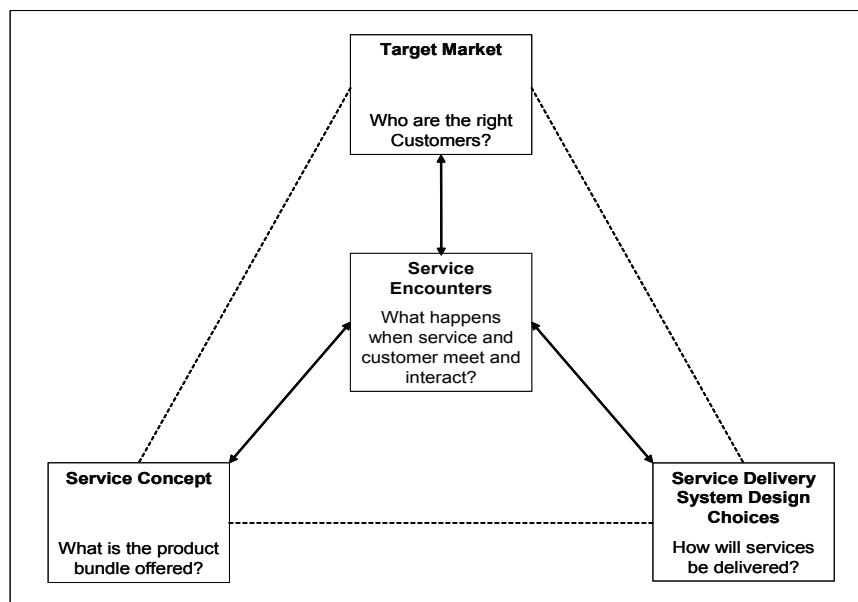 Target Market
Who are the right
Customers?
Service
Encounters
What happens
when service and
customer meet and
interact?
Service Concept
What is the product
bundle offered?
Service Delivery
System Design
Choices
How will services
be delivered?